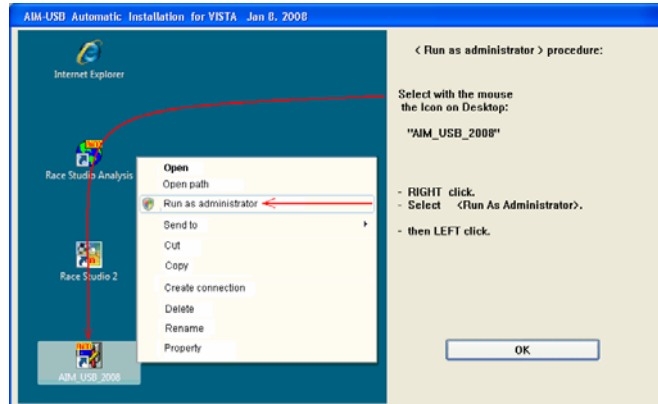 AIM-USB Automatic Installation for VISTA Jan 8, 2008
Internet Explorer
Race Studio Analysis
Race Studio 2
AIM_USB_2008
Open
Open path
Run as administrator
Send to
Cut
Copy
Create connection
Delete
Rename
Property
< Run as administrator > procedure:
Select with the mouse
the Icon on Desktop:
"AIM_USB_2008"
- RIGHT click.
- Select <Run As Administrator>.
- then LEFT click.
OK